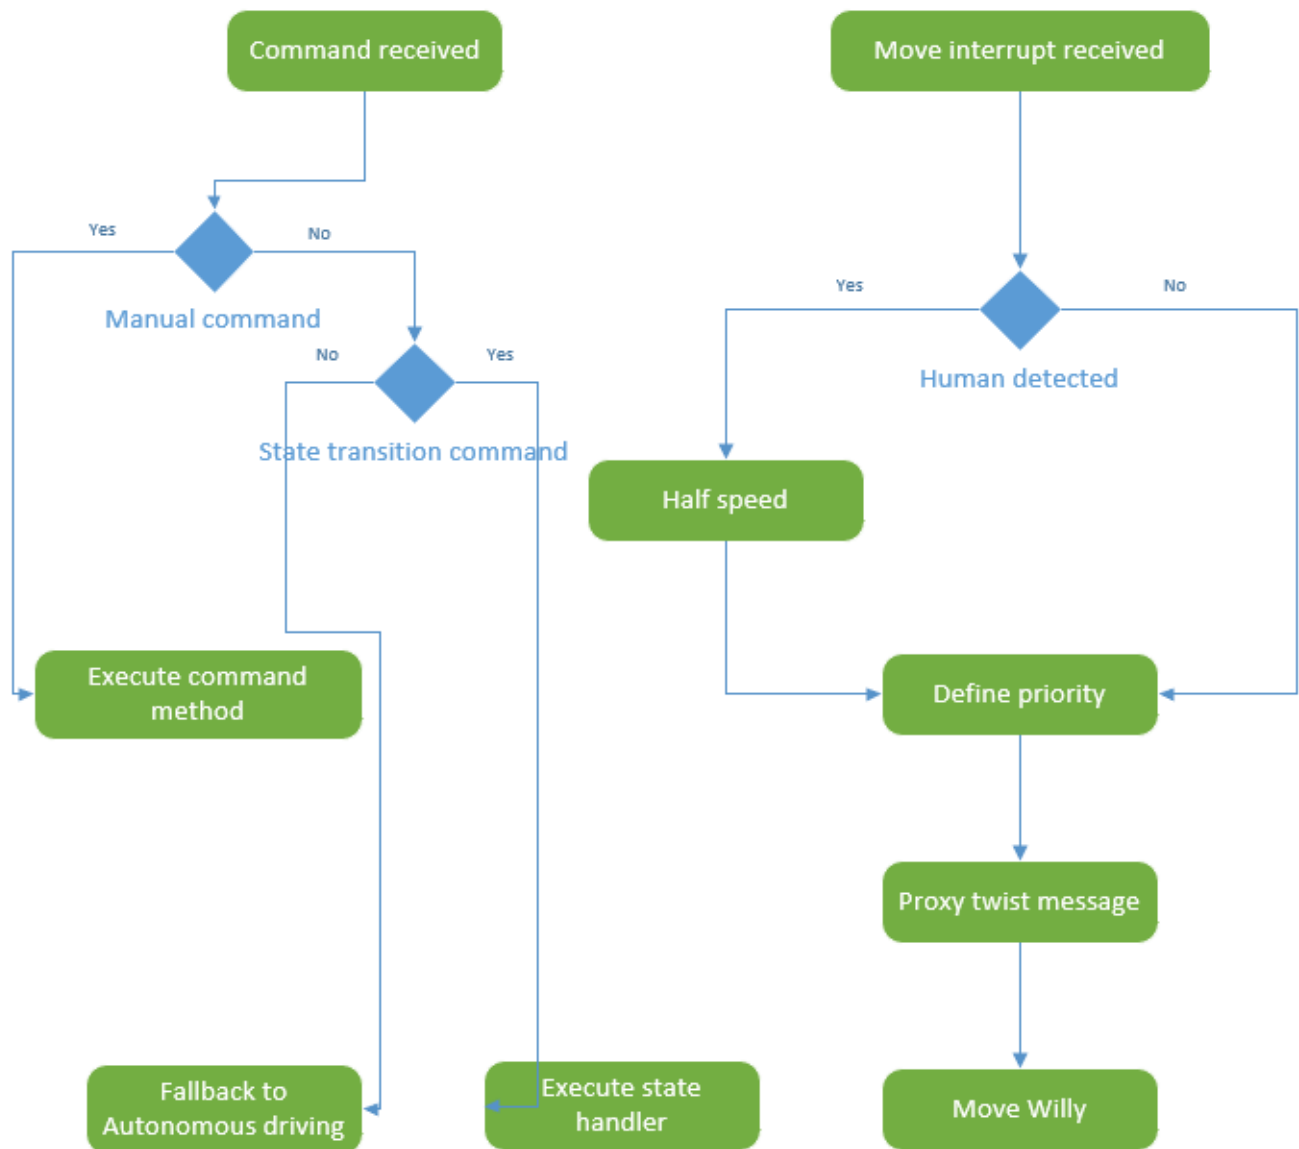 Command received
Move interrupt received
Yes
No
Manual command
No
Yes
State transition command
Yes
No
Human detected
Half speed
Execute command
method
Define priority
Proxy twist message
Fallback to
Autonomous driving
Execute state
handler
Move Willy